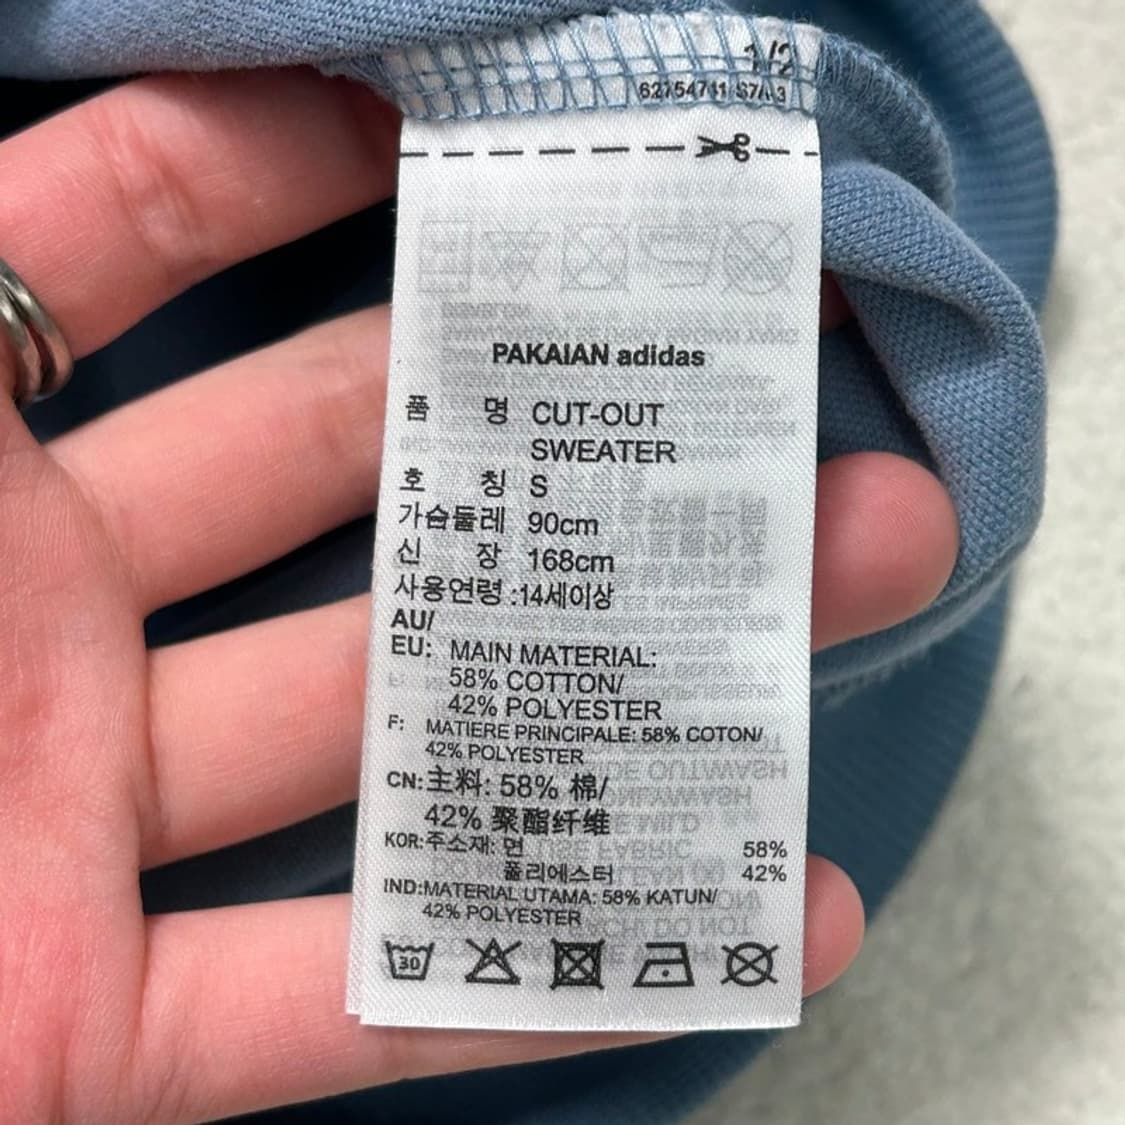 1/2
PAKAIAN adidas
품 명 CUT-OUT
SWEATER
호 칭 S
가슴둘레 90cm
신 장 168cm
사용연령 :14세이상
AU/
EU: MAIN MATERIAL:
58% COTTON/
42% POLYESTER
F: MATIERE PRINCIPALE: 58% COTON/
42% POLYESTER
CN:主料: 58% 棉/
42% 聚酯纤维
KOR:주소재: 면 58%
폴리에스터 42%
IND:MATERIAL UTAMA: 58% KATUN/
42% POLYESTER
30